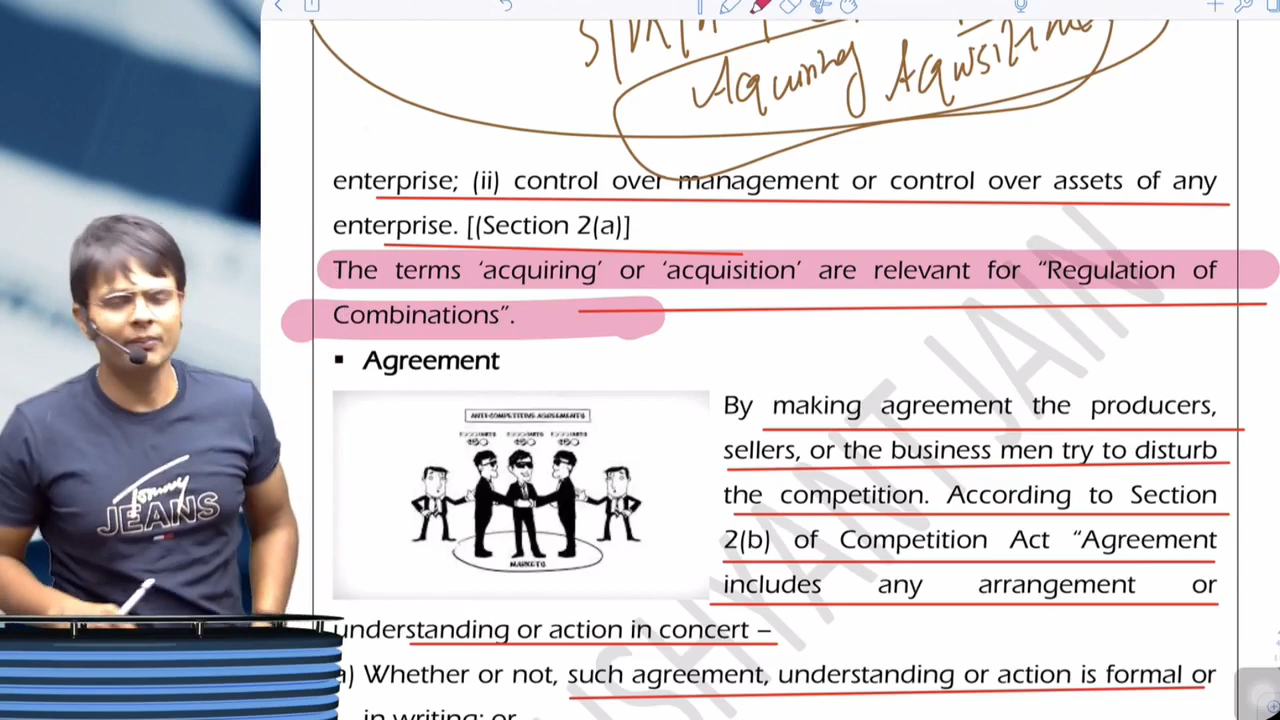 Acquiring Acquisition
enterprise; (ii) control over management or control over assets of any
enterprise. [(Section 2(a)]
The terms ‘acquiring’ or ‘acquisition’ are relevant for “Regulation of
Combinations”.
▪ Agreement
ANTI-COMPETITIVE AGREEMENTS
MARKETS
By making agreement the producers,
sellers, or the business men try to disturb
the competition. According to Section
2(b) of Competition Act “Agreement
includes any arrangement or
understanding or action in concert –
a) Whether or not, such agreement, understanding or action is formal or
in writing; or
Tommy
JEANS
SHYANT JAIN